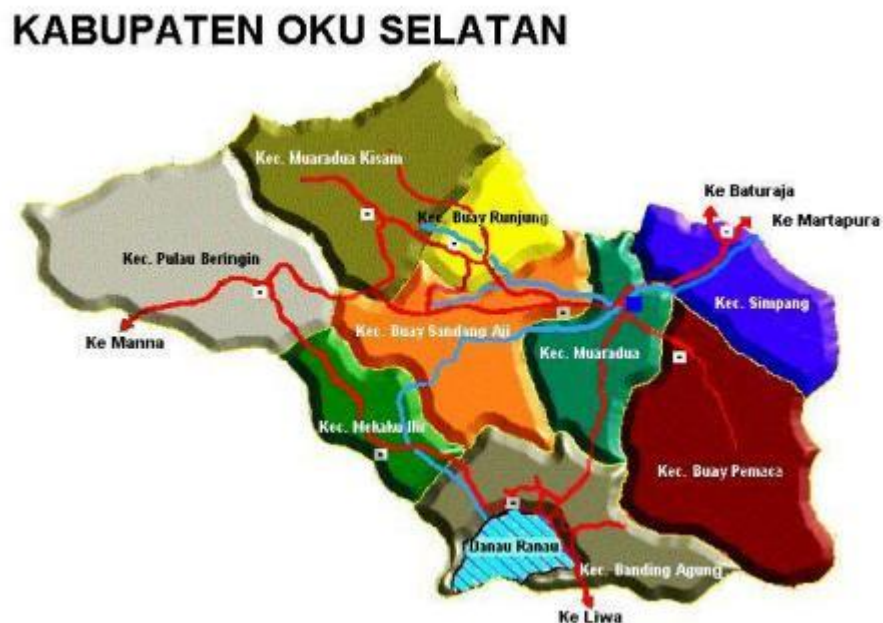 KABUPATEN OKU SELATAN
Kec. Muaradua Kisam
Ke Baturaja
Kec. Buay Runjung
Ke Martapura
Kec. Pulau Beringin
Kec. Simpang
Kec. Buay Sandang Aji
Ke Manna
Kec. Muaradua
Kec. Mekaku Ilir
Kec. Buay Pemaca
Danau Ranau
Kec. Banding Agung
Ke Liwa